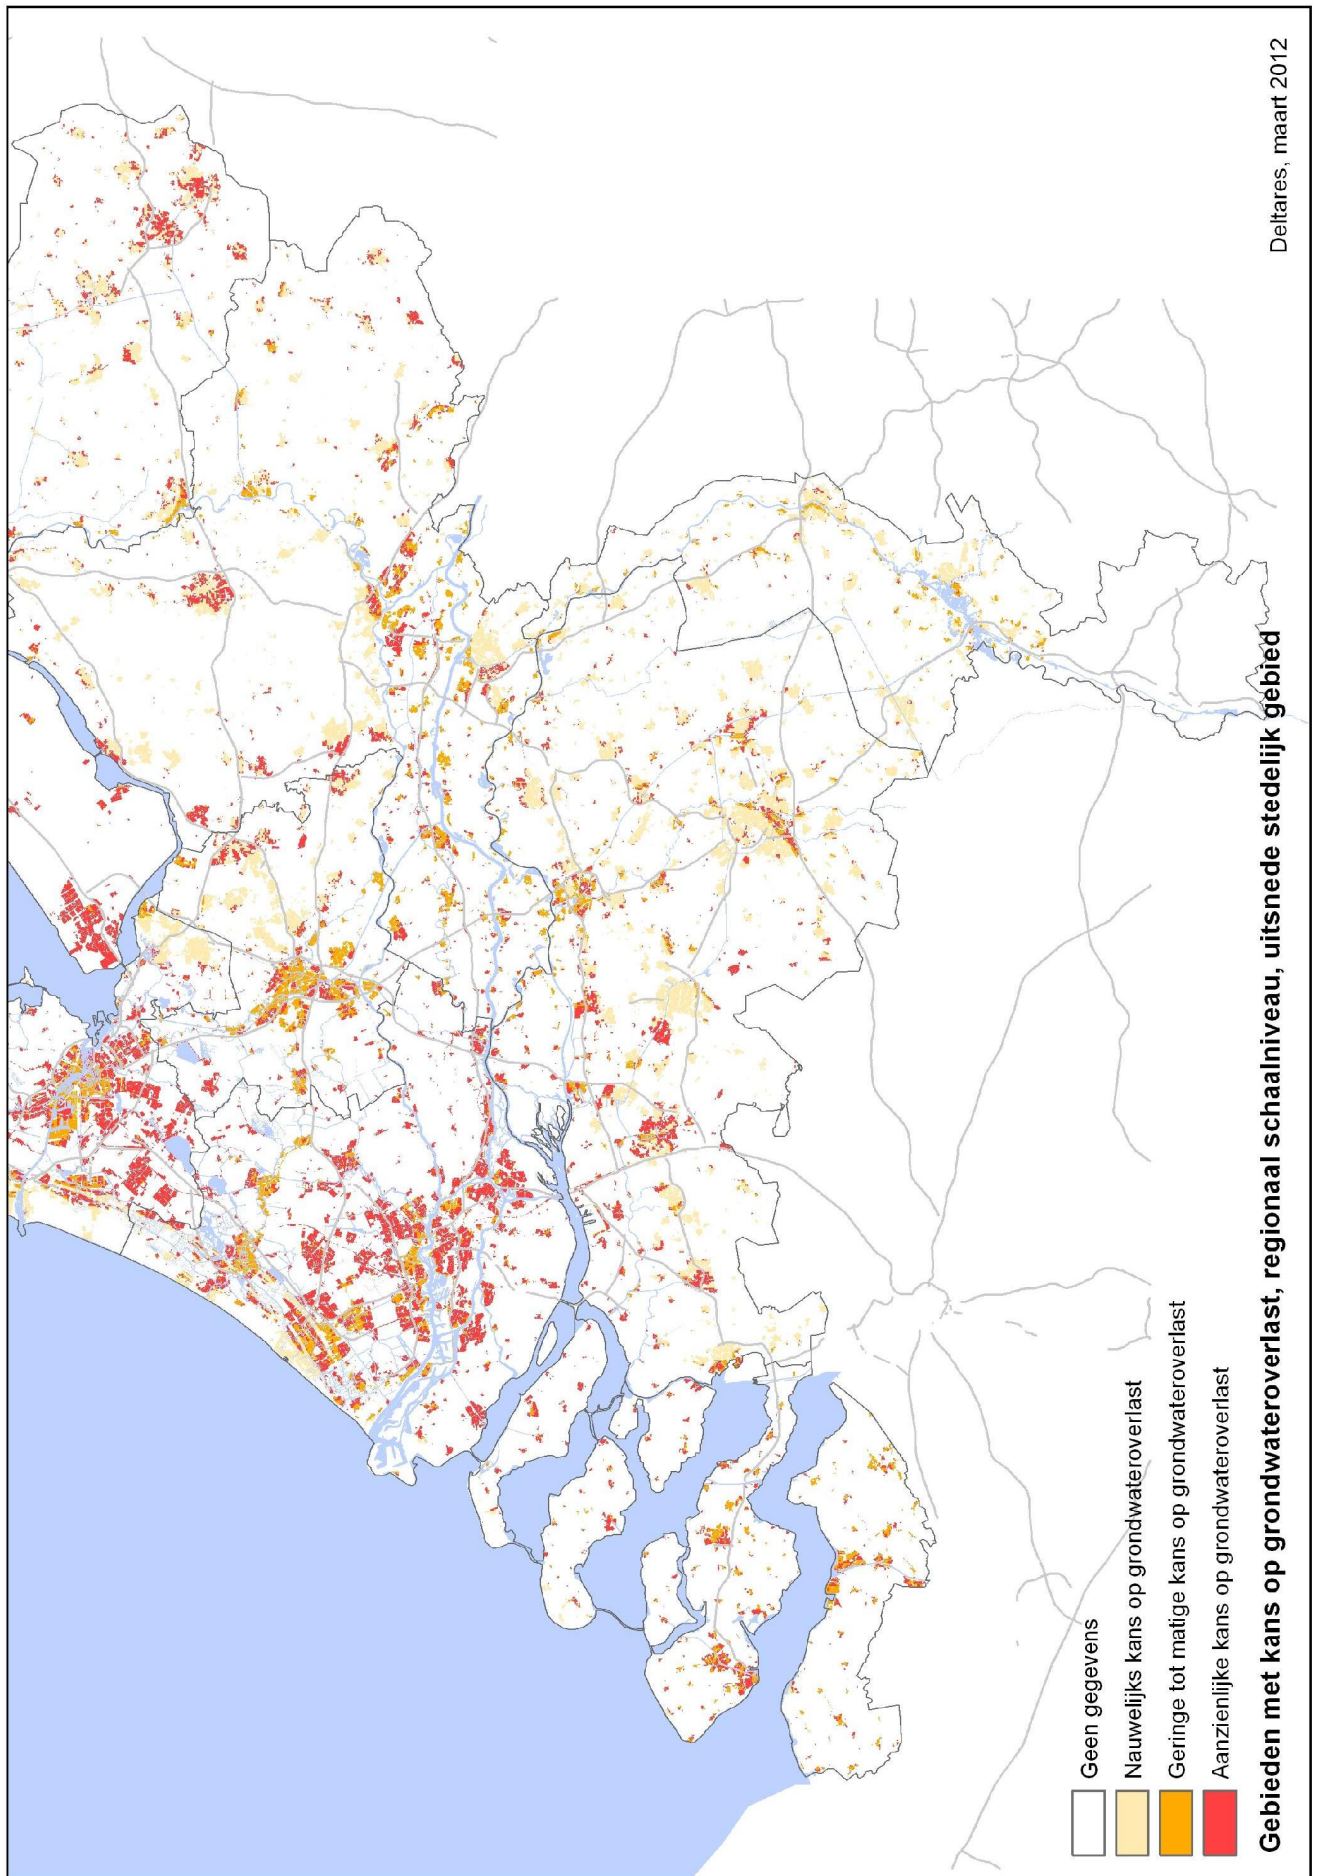 Deltares, maart 2012
Geen gegevens
Nauwelijks kans op grondwateroverlast
Geringe tot matige kans op grondwateroverlast
Aanzienlijke kans op grondwateroverlast
Gebieden met kans op grondwateroverlast, regionaal schaalniveau, uitsnede stedelijk gebied